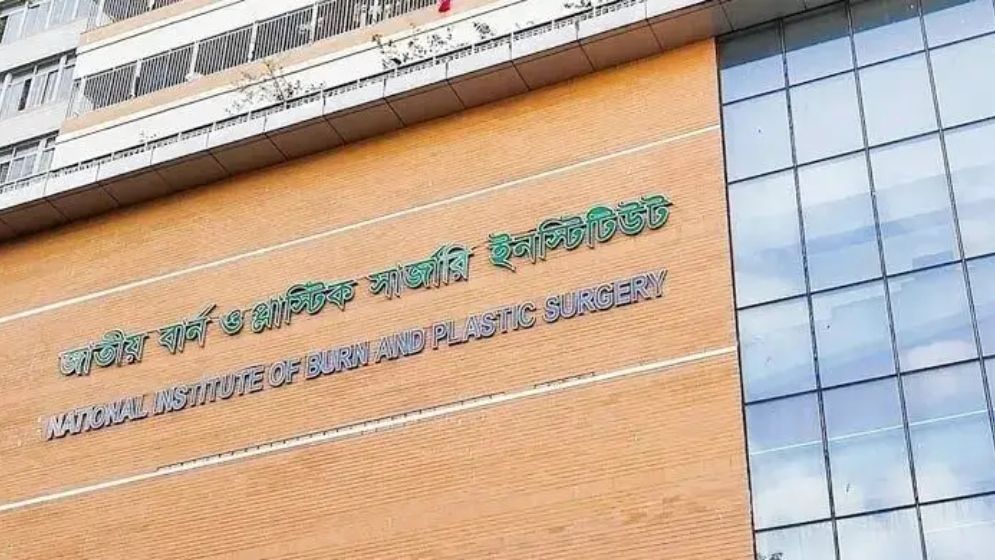 জাতীয় বার্ন ও প্লাস্টিক সার্জারি ইনস্টিটিউট
NATIONAL INSTITUTE OF BURN AND PLASTIC SURGERY